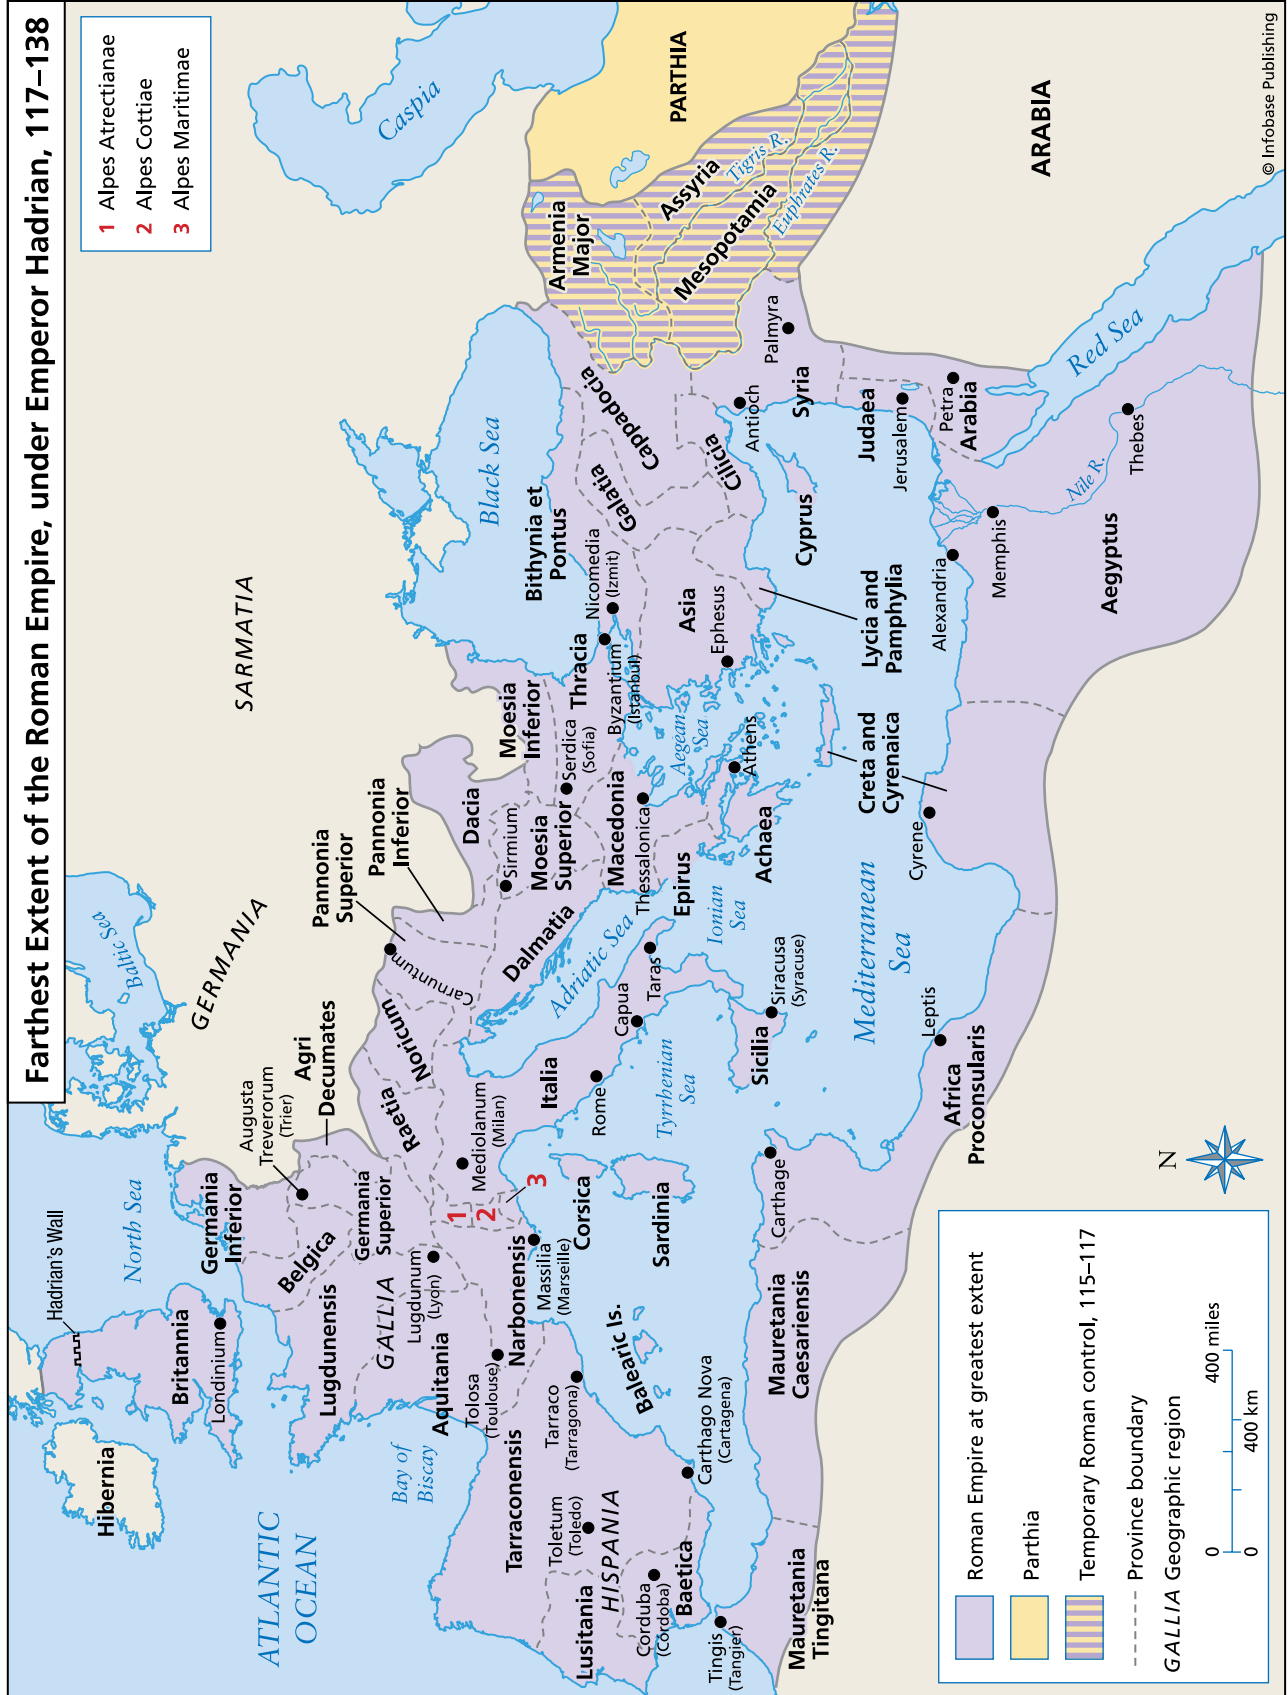 Farthest Extent of the Roman Empire, under Emperor Hadrian, 117–138
1 Alpes Atrectianae
2 Alpes Cottiae
3 Alpes Maritimae
Hibernia
Hadrian's Wall
Britannia
Londinium
North Sea
Baltic Sea
ATLANTIC
OCEAN
GERMANIA
SARMATIA
Caspia
Germania
Inferior
Augusta
Treverorum
(Trier)
Agri
Decumates
Belgica
Germania
Superior
Lugdunensis
GALLIA
Lugdunum
(Lyon)
Aquitania
Bay of
Biscay
Tolosa
(Toulouse)
Narbonensis
Massilia
(Marseille)
1
2
3
Raetia
Noricum
Carnuntum
Pannonia
Superior
Pannonia
Inferior
Dacia
Sirmium
Mediolanum
(Milan)
Italia
Rome
Capua
Taras
Dalmatia
Adriatic Sea
Moesia
Superior
Moesia
Inferior
Serdica
(Sofia)
Thracia
Byzantium
(Istanbul)
Black Sea
Bithynia et
Pontus
Nicomedia
(Izmit)
Galatia
Cappadocia
Armenia
Major
PARTHIA
Assyria
Tigris R.
Mesopotamia
Euphrates R.
Tarraconensis
Tarraco
(Tarragona)
Toletum
(Toledo)
HISPANIA
Lusitania
Corduba
(Córdoba)
Baetica
Carthago Nova
(Cartagena)
Balearic Is.
Corsica
Sardinia
Tyrrhenian
Sea
Sicilia
Siracusa
(Syracuse)
Ionian
Sea
Macedonia
Thessalonica
Epirus
Achaea
Athens
Aegean
Sea
Asia
Ephesus
Cilicia
Antioch
Syria
Palmyra
Cyprus
Lycia and
Pamphylia
Judaea
Jerusalem
Petra
Arabia
ARABIA
Red Sea
Tingis
(Tangier)
Mauretania
Tingitana
Mauretania
Caesariensis
Carthage
Africa
Proconsularis
Leptis
Mediterranean
Sea
Creta and
Cyrenaica
Cyrene
Alexandria
Memphis
Nile R.
Thebes
Aegyptus
N
Roman Empire at greatest extent
Parthia
Temporary Roman control, 115–117
Province boundary
GALLIA Geographic region
0 400 miles
0 400 km
© Infobase Publishing